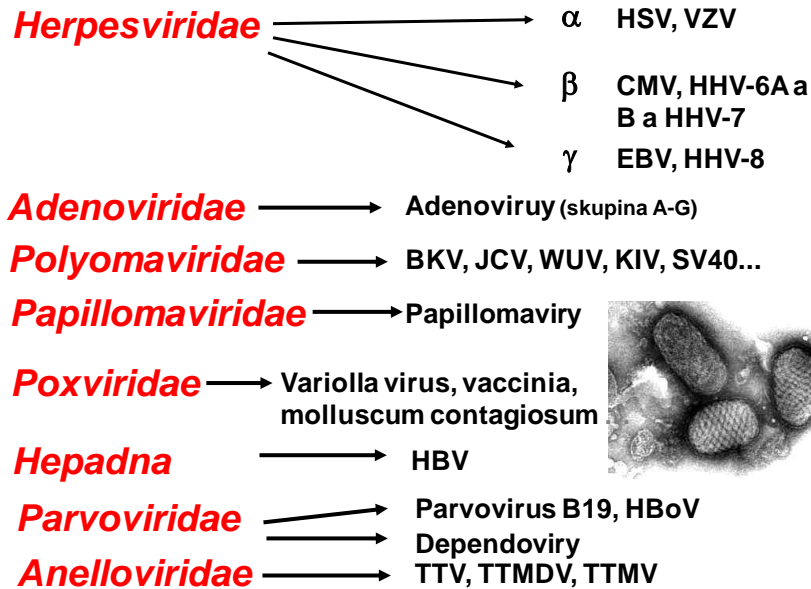 Herpesviridae α HSV, VZV
β CMV, HHV-6A a
B a HHV-7
γ EBV, HHV-8
Adenoviridae Adenoviruy (skupina A-G)
Polyomaviridae BKV, JCV, WUV, KIV, SV40...
Papillomaviridae Papillomaviry
Poxviridae Variolla virus, vaccinia,
molluscum contagiosum ...
Hepadna HBV
Parvoviridae Parvovirus B19, HBoV
Dependoviry
Anelloviridae TTV, TTMDV, TTMV